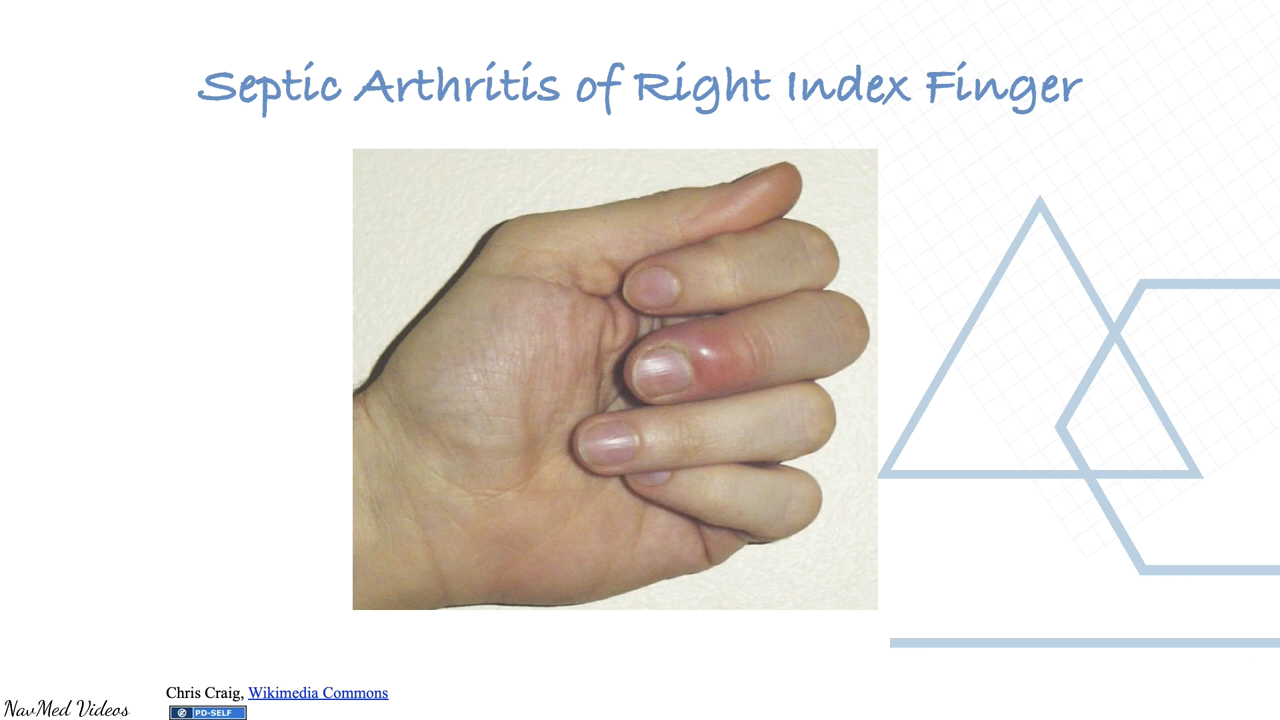 Septic Arthritis of Right Index Finger
Chris Craig, Wikimedia Commons
PD-SELF
NavMed Videos